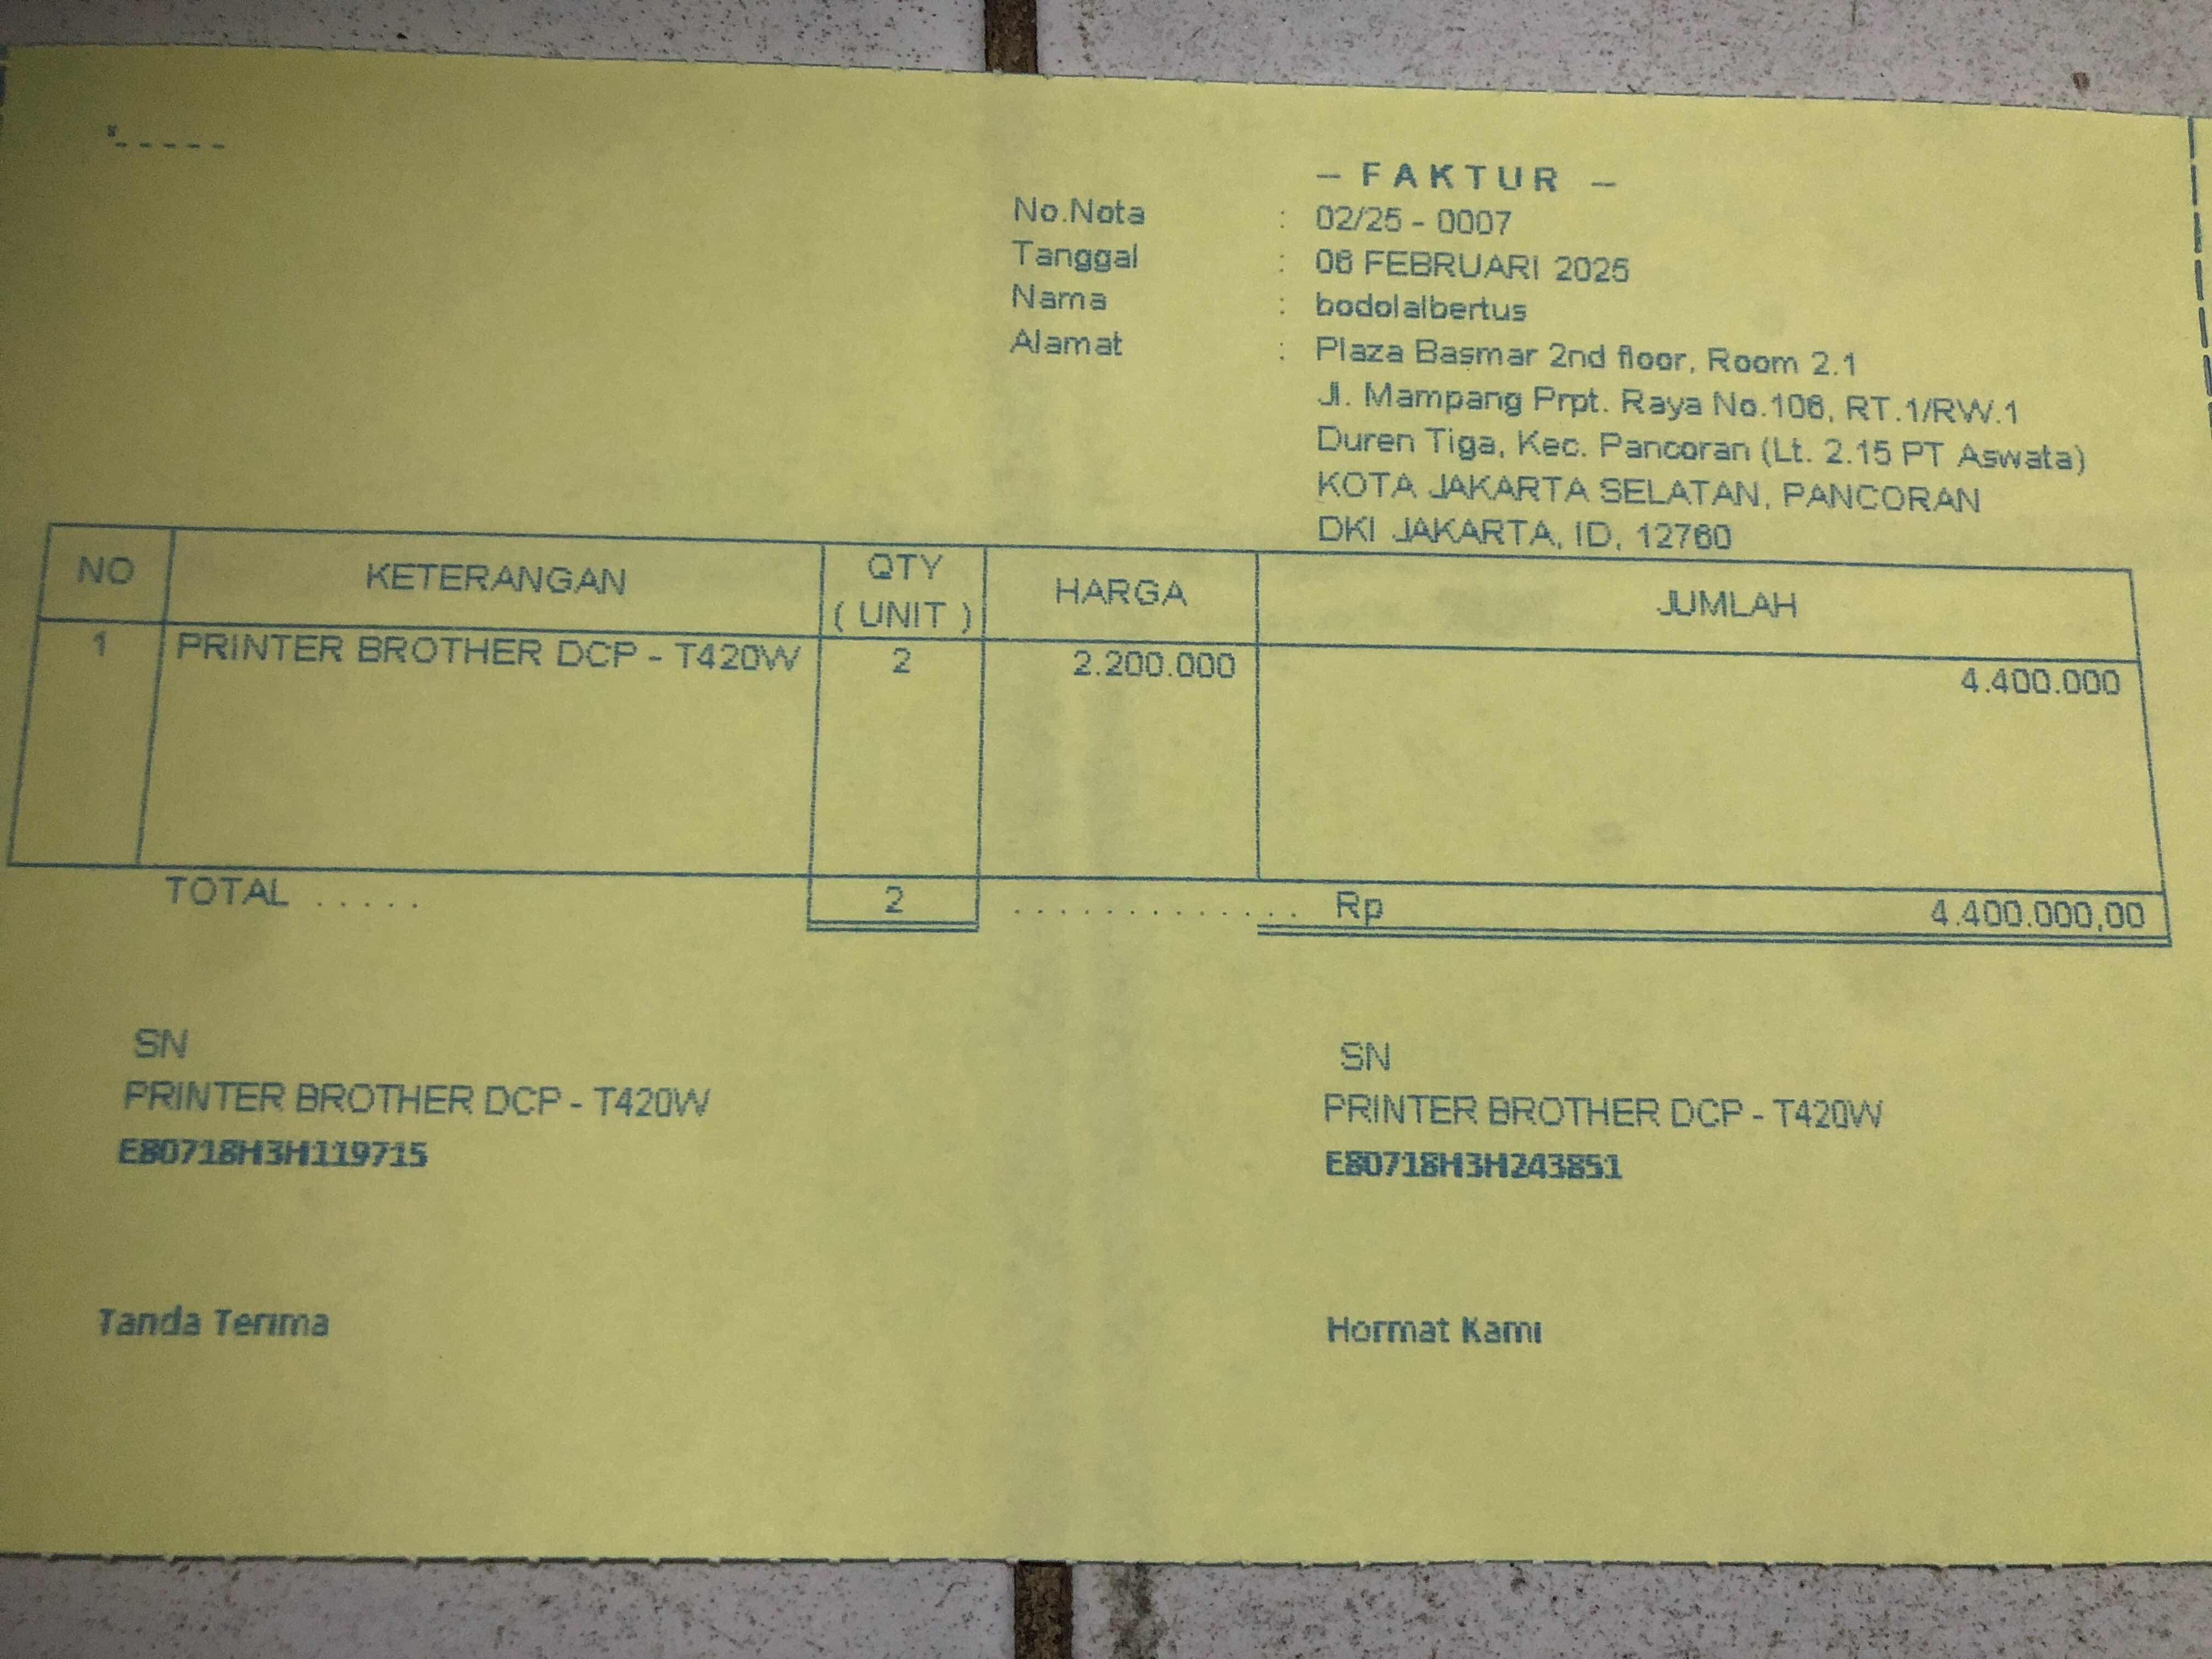 – FAKTUR –
No.Nota : 02/25 - 0007
Tanggal : 06 FEBRUARI 2025
Nama : bodolalbertus
Alamat : Plaza Basmar 2nd floor, Room 2.1
Jl. Mampang Prpt. Raya No.106, RT.1/RW.1
Duren Tiga, Kec. Pancoran (Lt. 2.15 PT Aswata)
KOTA JAKARTA SELATAN, PANCORAN
DKI JAKARTA, ID, 12760
NO KETERANGAN QTY ( UNIT ) HARGA JUMLAH
1 PRINTER BROTHER DCP - T420W 2 2.200.000 4.400.000
TOTAL ..... 2 ............. Rp 4.400.000,00
SN SN
PRINTER BROTHER DCP - T420W PRINTER BROTHER DCP - T420W
E80718H3H119715 E80718H3H243851
Tanda Terima Hormat Kami